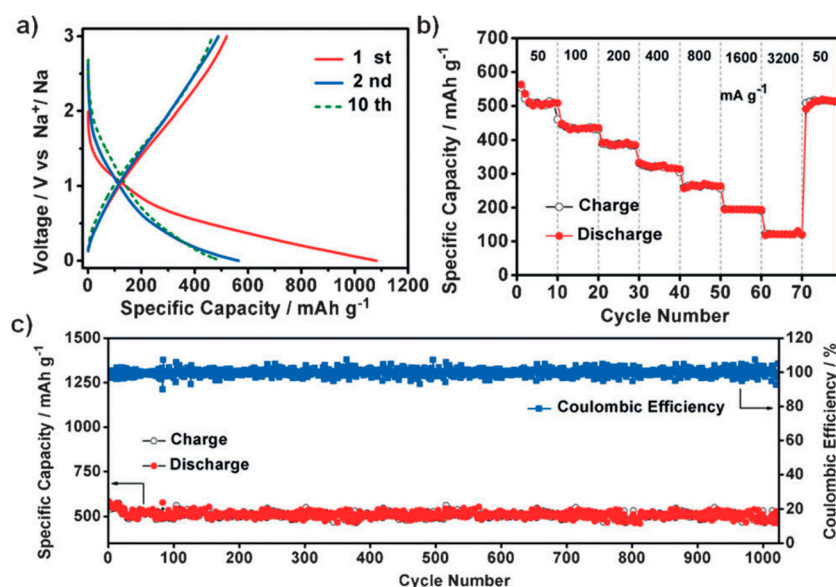 a)
Voltage / V vs Na⁺/ Na
3
2
1
0
1 st
2 nd
10 th
0 200 400 600 800 1000 1200
Specific Capacity / mAh g⁻¹
b)
Specific Capacity / mAh g⁻¹
700
600
500
400
300
200
100
0
50 100 200 400 800 1600 3200 50
mA g⁻¹
Charge
Discharge
0 10 20 30 40 50 60 70
Cycle Number
c)
Specific Capacity / mAh g⁻¹
1500
1250
1000
750
500
Coulombic Efficiency
Charge
Discharge
120
100
80
60
40
20
0
Coulombic Efficiency / %
0 100 200 300 400 500 600 700 800 900 1000
Cycle Number